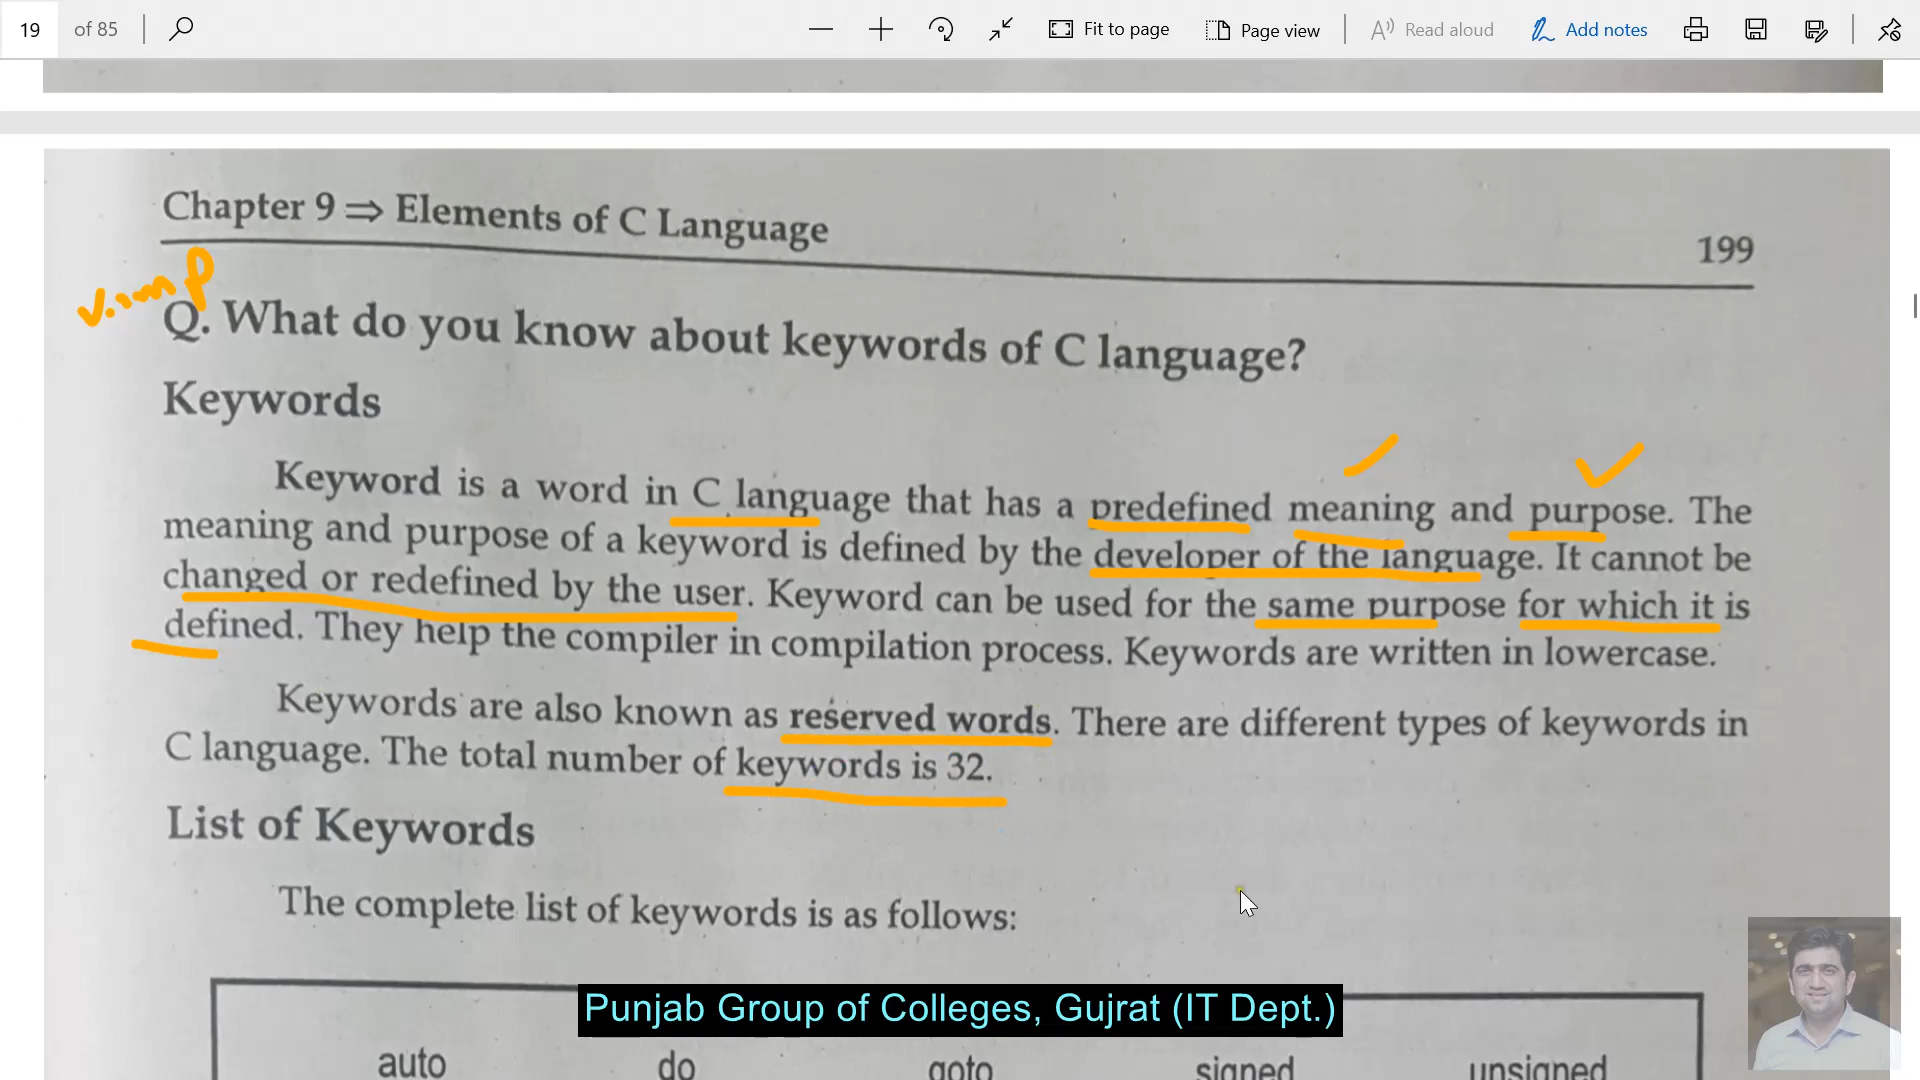 19 of 85 Fit to page Page view Read aloud Add notes
Chapter 9 ⇒ Elements of C Language
199
v.imp
Q. What do you know about keywords of C language?
Keywords
Keyword is a word in C language that has a predefined meaning and purpose. The
meaning and purpose of a keyword is defined by the developer of the language. It cannot be
changed or redefined by the user. Keyword can be used for the same purpose for which it is
defined. They help the compiler in compilation process. Keywords are written in lowercase.
Keywords are also known as reserved words. There are different types of keywords in
C language. The total number of keywords is 32.
List of Keywords
The complete list of keywords is as follows:
Punjab Group of Colleges, Gujrat (IT Dept.)
auto do goto signed unsigned